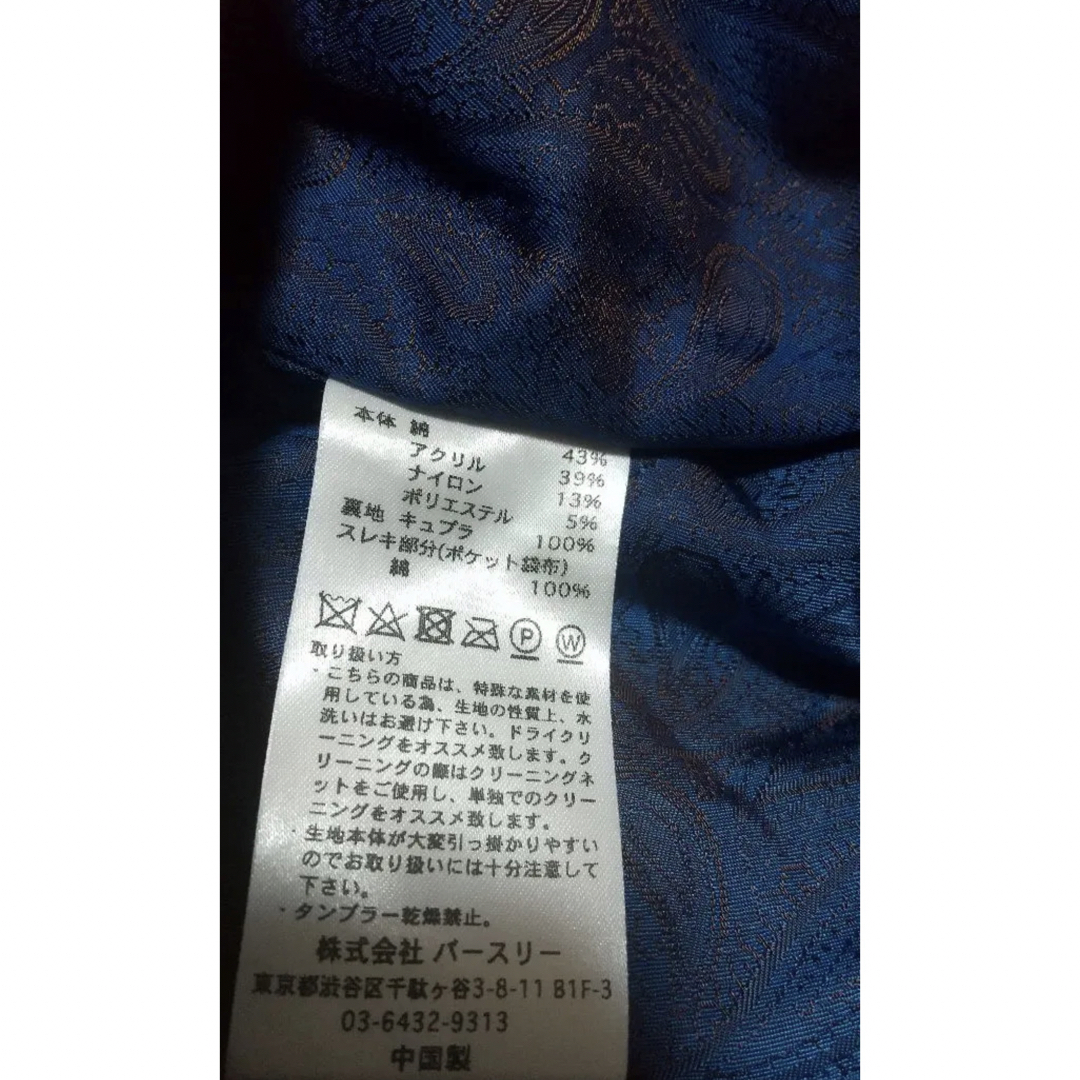 本体 綿 43%
アクリル 39%
ナイロン 13%
ポリエステル 5%
裏地 キュプラ 100%
スレキ部分(ポケット袋布)
綿 100%
P W
取り扱い方
・こちらの商品は、特殊な素材を使
用している為、生地の性質上、水
洗いはお避け下さい。ドライクリ
ーニングをオススメ致します。ク
リーニングの際はクリーニングネ
ットをご使用し、単独でのクリー
ニングをオススメ致します。
・生地本体が大変引っ掛かりやすい
のでお取り扱いには十分注意して
下さい。
・タンブラー乾燥禁止。
株式会社 バースリー
東京都渋谷区千駄ヶ谷3-8-11 B1F-3
03-6432-9313
中国製